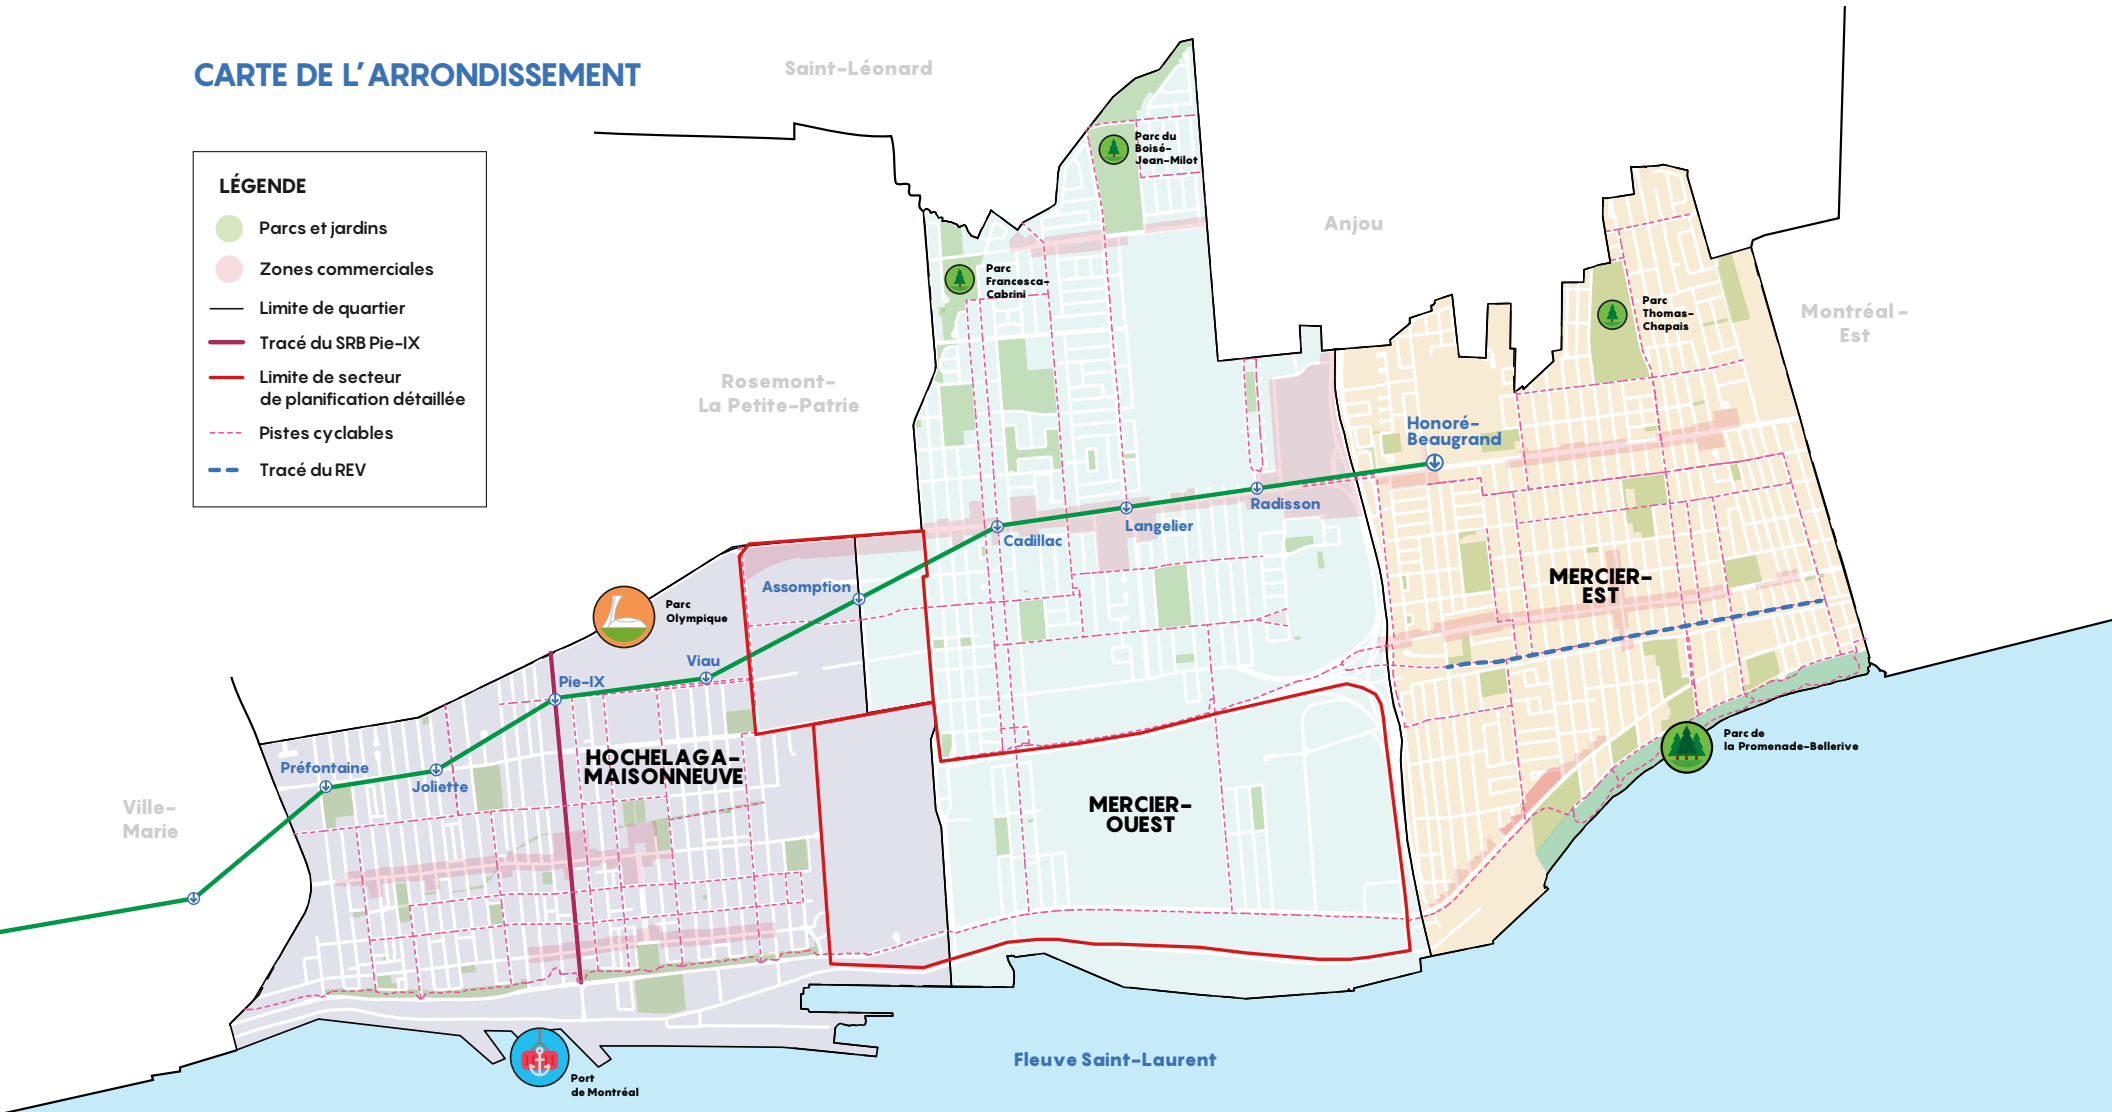 CARTE DE L'ARRONDISSEMENT
LÉGENDE
Parcs et jardins
Zones commerciales
Limite de quartier
Tracé du SRB Pie-IX
Limite de secteur
de planification détaillée
Pistes cyclables
Tracé du REV
Saint-Léonard
Parc du
Boisé-
Jean-Milot
Anjou
Parc
Francesca-
Cabrini
Parc
Thomas-
Chapais
Montréal-
Est
Rosemont-
La Petite-Patrie
Honoré-
Beaugrand
Radisson
Langelier
Cadillac
Assomption
MERCIER-
EST
Parc
Olympique
Viau
Pie-IX
HOCHELAGA-
MAISONNEUVE
Préfontaine
Joliette
Ville-
Marie
MERCIER-
OUEST
Parc de
la Promenade-Bellerive
Fleuve Saint-Laurent
Port
de Montréal